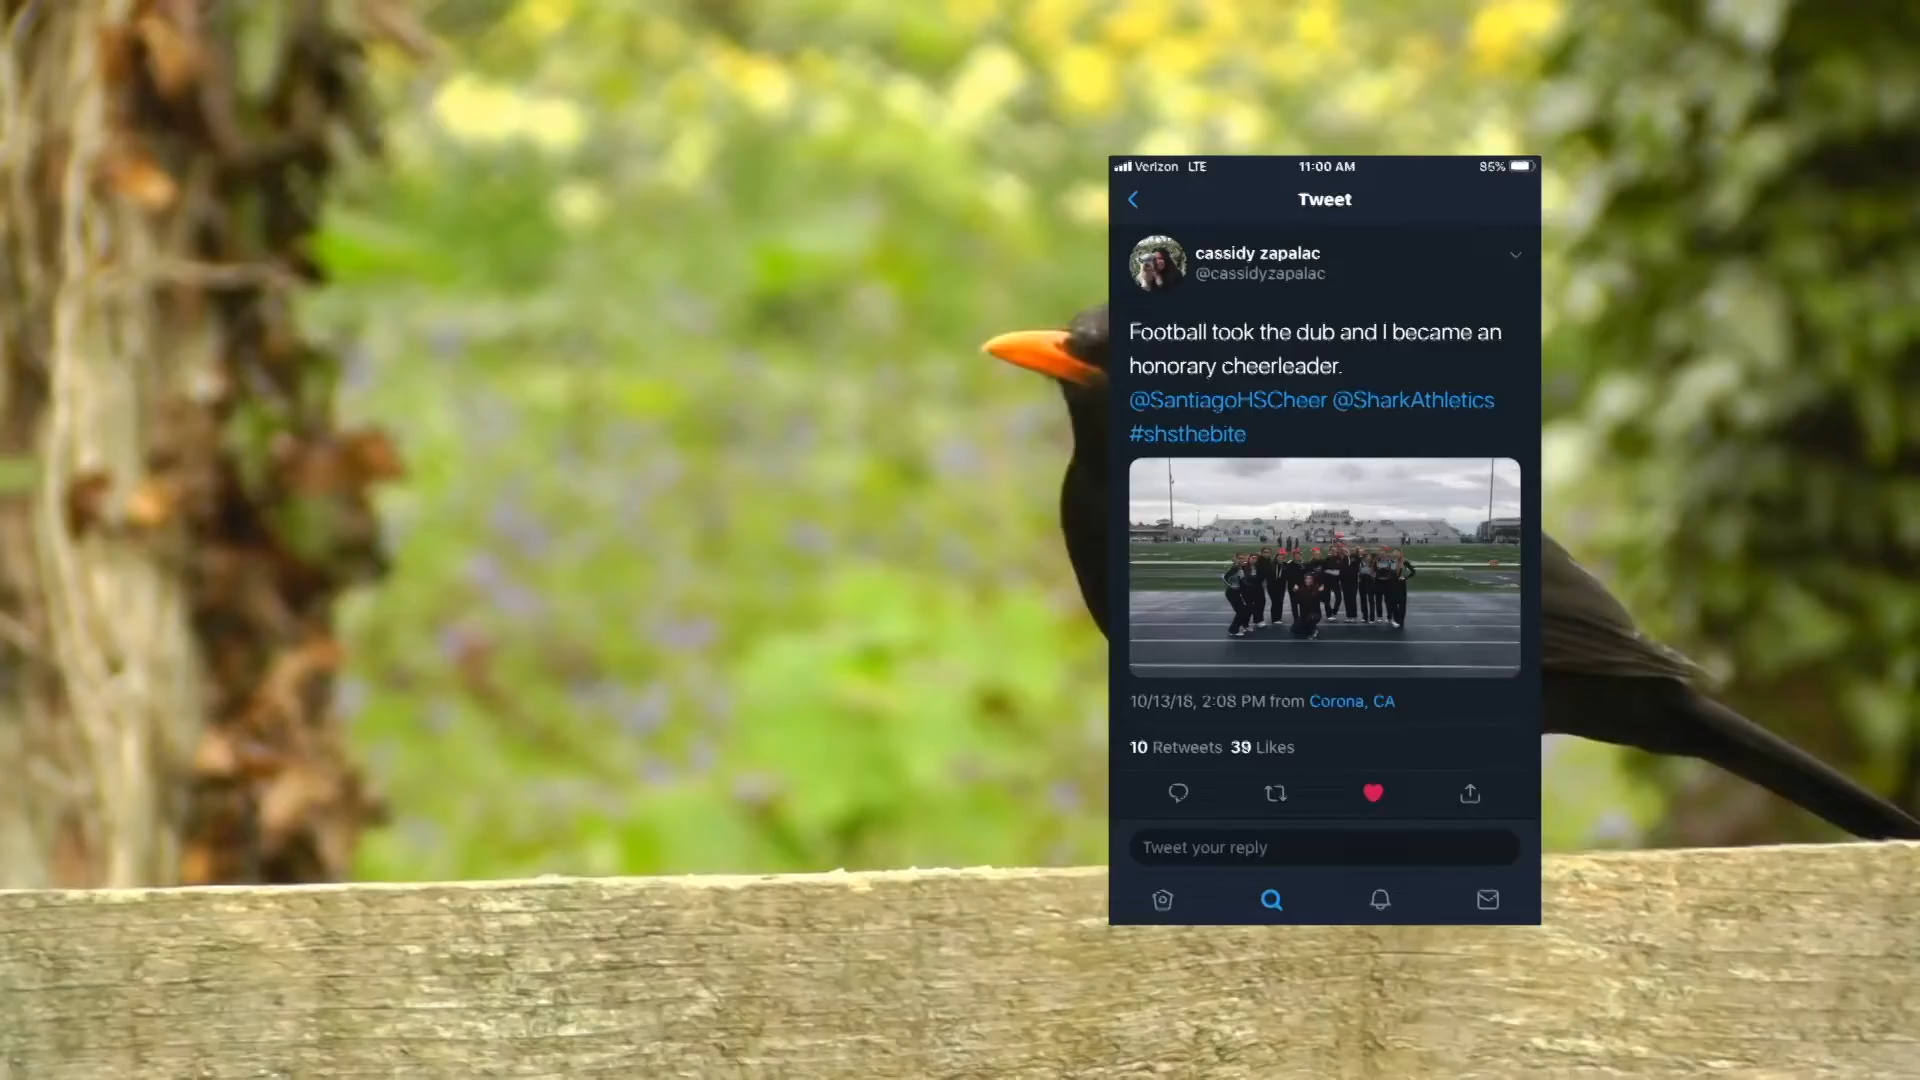 Verizon LTE 11:00 AM 85%
Tweet
cassidy zapalac
@cassidyzapalac
Football took the dub and I became an
honorary cheerleader.
@SantiagoHSCheer @SharkAthletics
#shsthebite
10/13/18, 2:08 PM from Corona, CA
10 Retweets 39 Likes
Tweet your reply